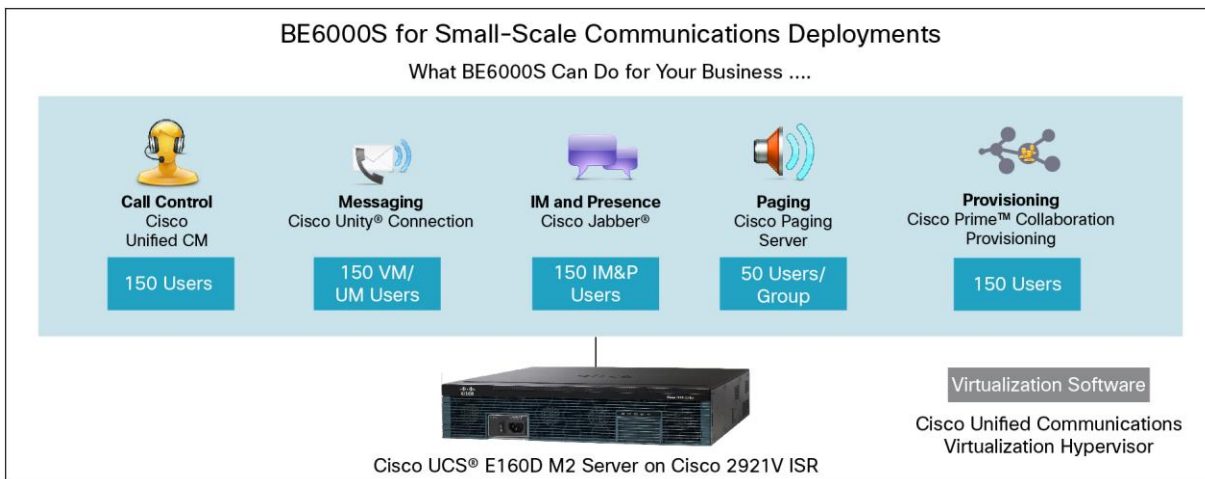 BE6000S for Small-Scale Communications Deployments
What BE6000S Can Do for Your Business ....
Call Control
Cisco
Unified CM
150 Users
Messaging
Cisco Unity® Connection
150 VM/
UM Users
IM and Presence
Cisco Jabber®
150 IM&P
Users
Paging
Cisco Paging
Server
50 Users/
Group
Provisioning
Cisco Prime™ Collaboration
Provisioning
150 Users
Cisco UCS® E160D M2 Server on Cisco 2921V ISR
Virtualization Software
Cisco Unified Communications
Virtualization Hypervisor